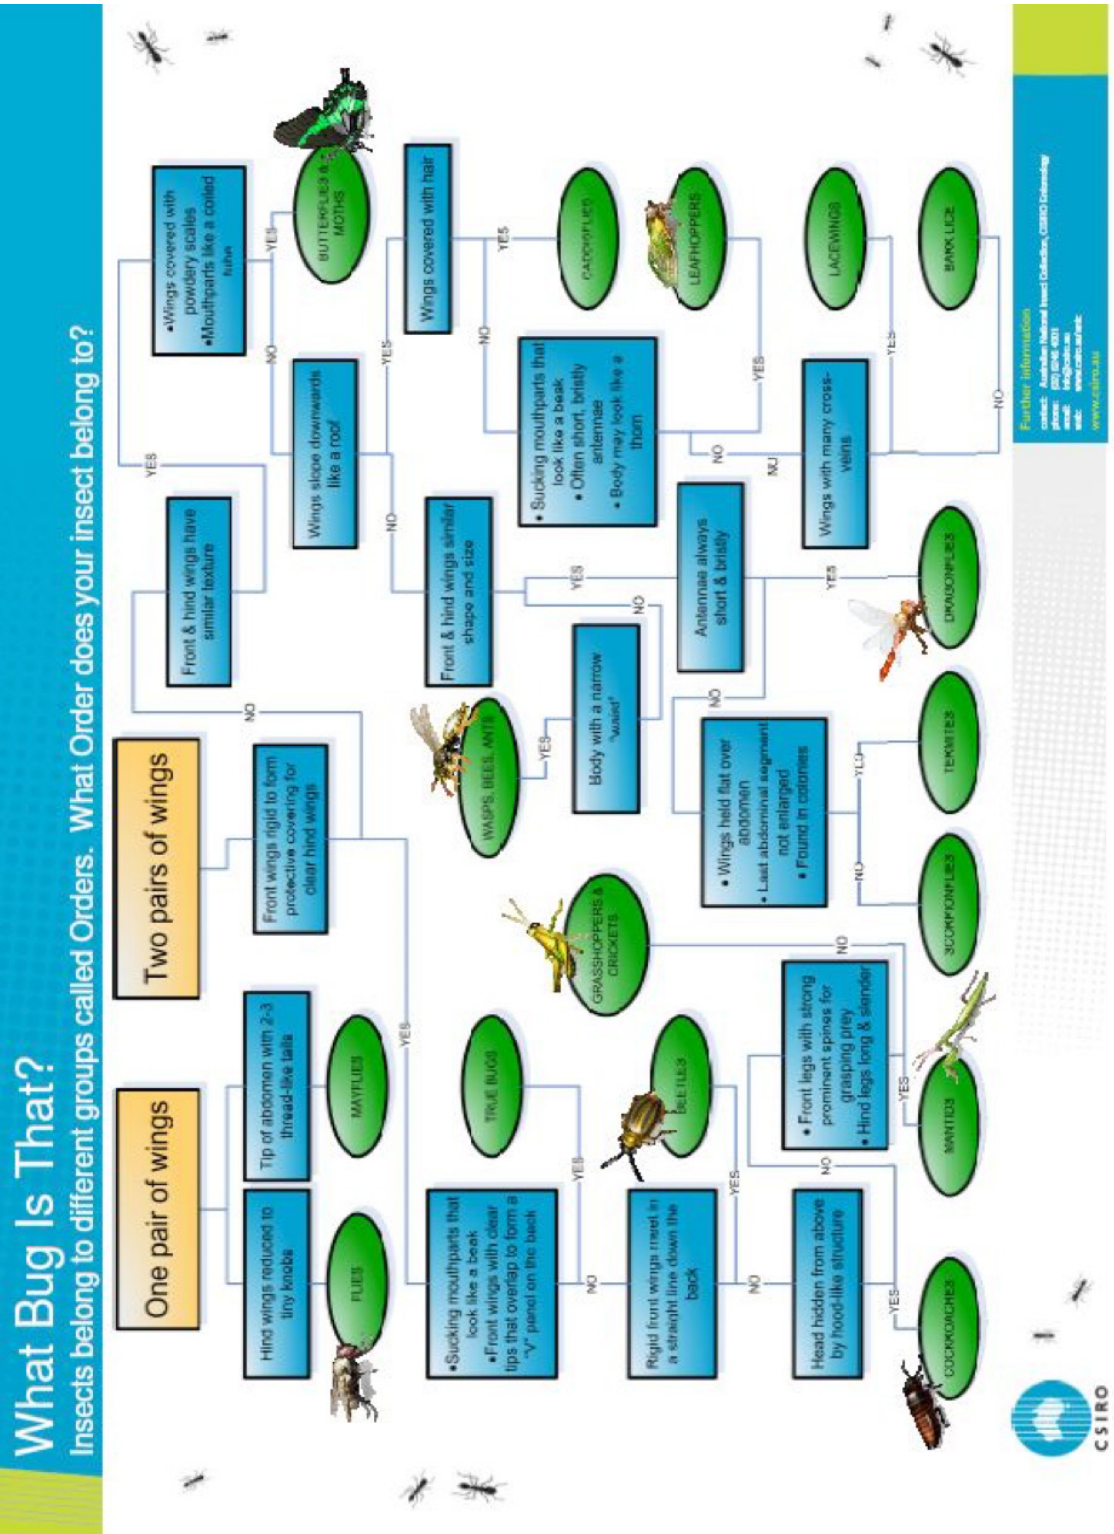 What Bug Is That?
Insects belong to different groups called Orders. What Order does your insect belong to?
One pair of wings
Two pairs of wings
Hind wings reduced to
tiny knobs
Tip of abdomen with 2-3
thread-like tails
FLIES
MAYFLIES
Front wings rigid to form
protective covering for
clear hind wings
NO
YES
Front & hind wings have
similar texture
YES
•Wings covered with
powdery scales
•Mouthparts like a coiled
tube
YES
NO
BUTTERFLIES &
MOTHS
Wings slope downwards
like a roof
YES
NO
Wings covered with hair
YES
NO
CADDISFLIES
• Sucking mouthparts that
look like a beak
• Often short, bristly
antennae
• Body may look like a
thorn
YES
NO
NO
LEAFHOPPERS
Wings with many cross-
veins
YES
NO
LACEWINGS
BARK LICE
Front & hind wings similar
shape and size
YES
NO
Body with a narrow
"waist"
YES
WASPS, BEES, ANTS
Antennae always
short & bristly
YES
NO
DRAGONFLIES
• Wings held flat over
abdomen
• Last abdominal segment
not enlarged
• Found in colonies
YES
NO
TERMITES
SCORPIONFLIES
•Sucking mouthparts that
look like a beak
•Front wings with clear
tips that overlap to form a
"V" panel on the back
YES
NO
TRUE BUGS
Rigid front wings meet in
a straight line down the
back
YES
NO
BEETLES
Head hidden from above
by hood-like structure
YES
NO
COCKROACHES
• Front legs with strong
prominent spines for
grasping prey
• Hind legs long & slender
YES
NO
MANTIDS
GRASSHOPPERS &
CRICKETS
CSIRO
Further information
contact: Australian National Insect Collection, CSIRO Entomology
phone:
email:
web:
www.csiro.au